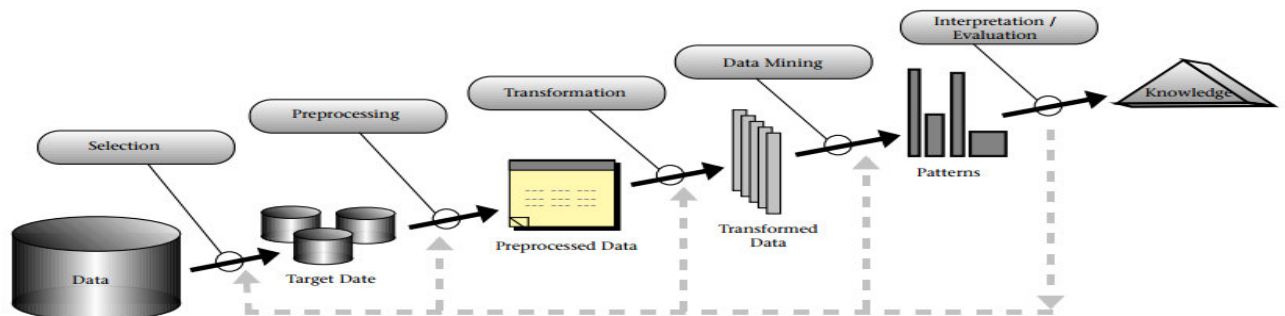 Interpretation /
Evaluation
Data Mining
Transformation
Preprocessing
Selection
Data
Target Date
Preprocessed Data
Transformed
Data
Patterns
Knowledge